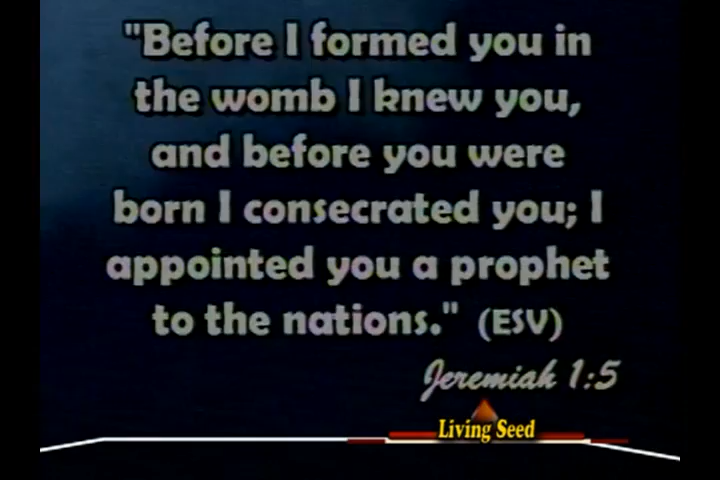 "Before I formed you in
the womb I knew you,
and before you were
born I consecrated you; I
appointed you a prophet
to the nations." (ESV)
Jeremiah 1:5
Living Seed